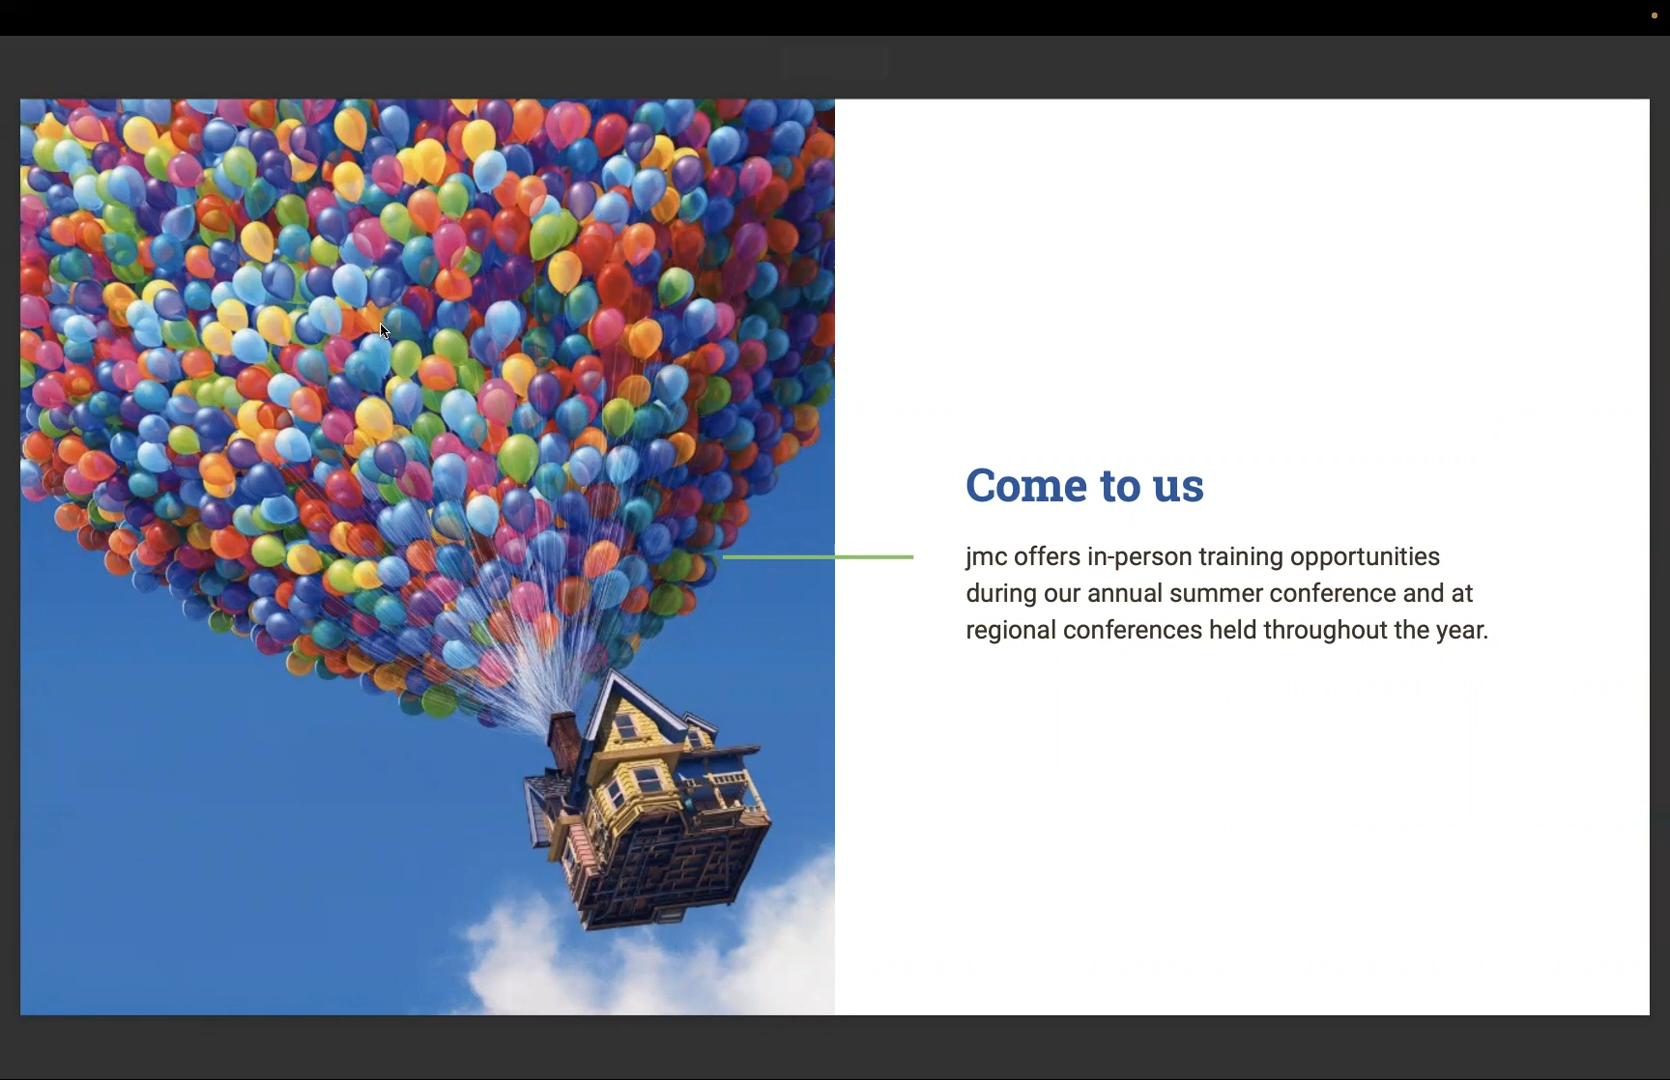 Come to us
jmc offers in-person training opportunities
during our annual summer conference and at
regional conferences held throughout the year.